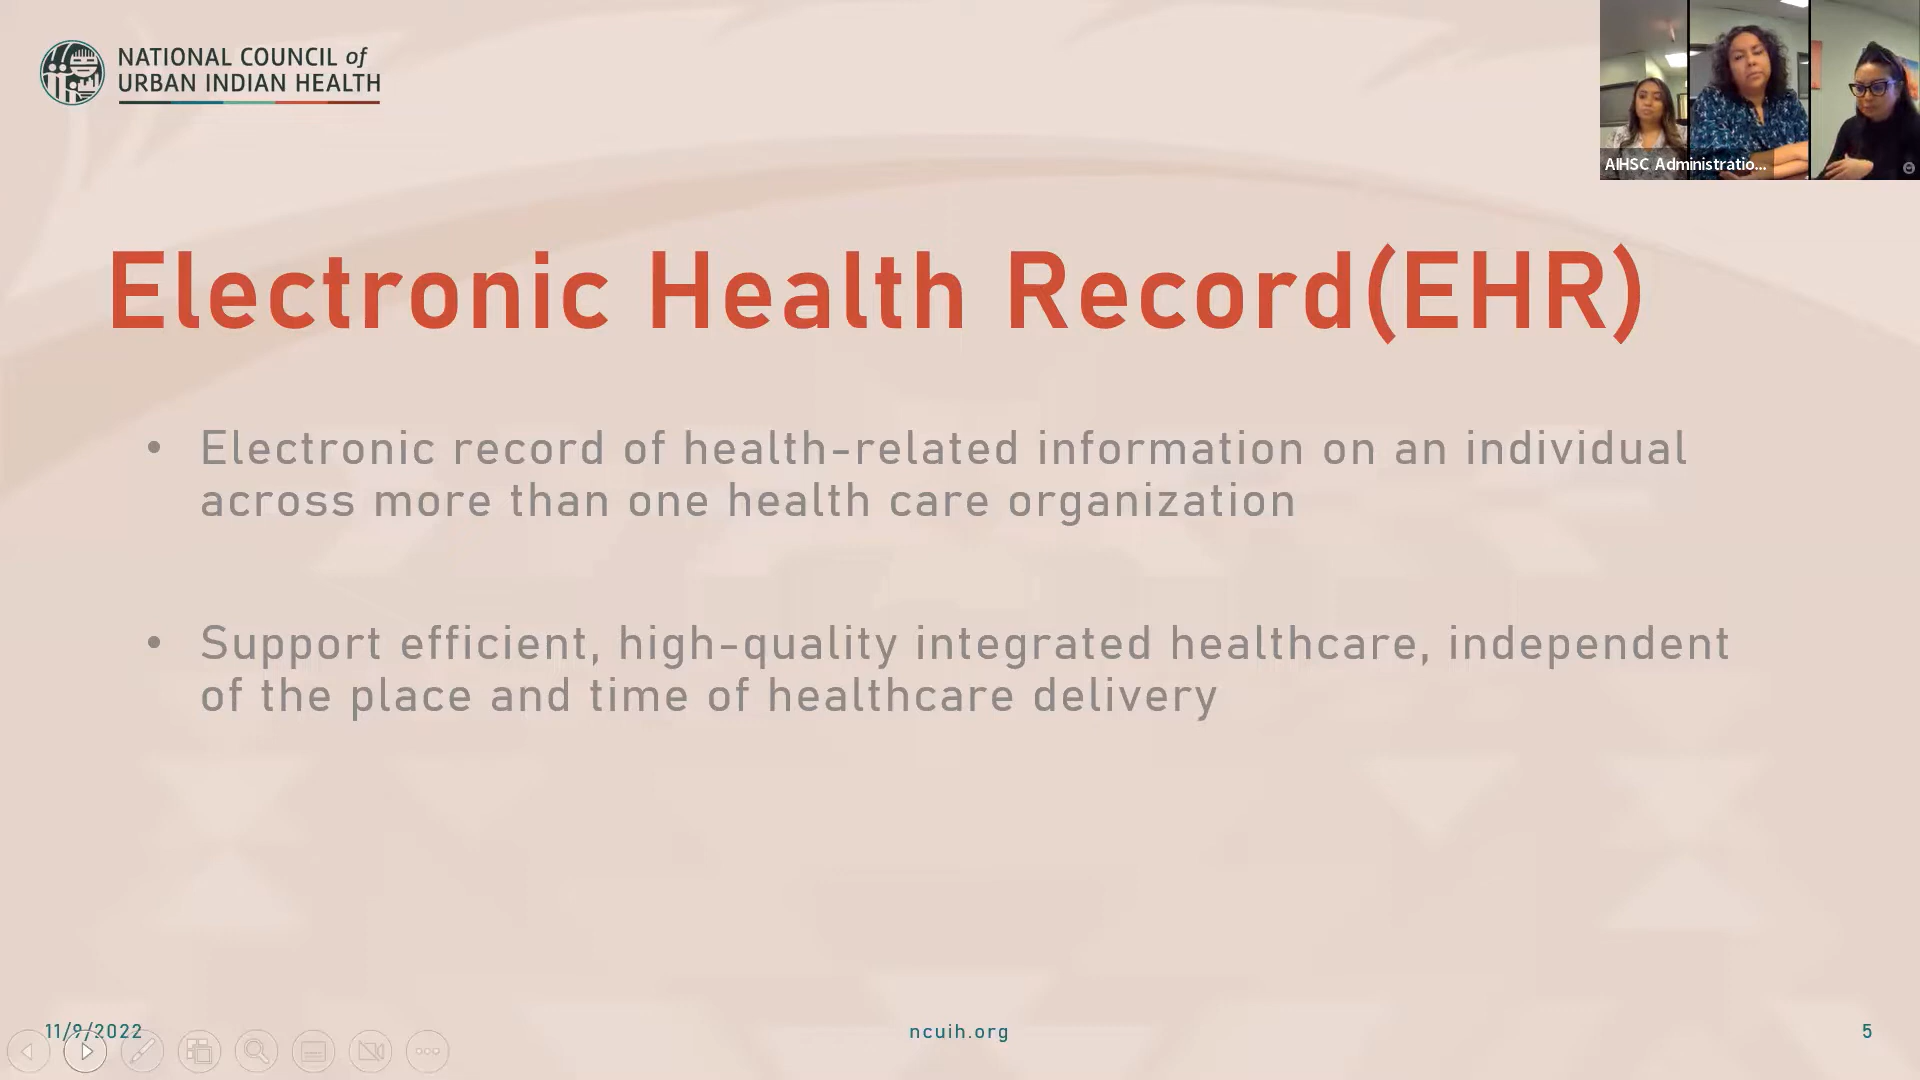 NATIONAL COUNCIL of
URBAN INDIAN HEALTH
AIHSC Administratio...
Electronic Health Record(EHR)
• Electronic record of health-related information on an individual
across more than one health care organization
• Support efficient, high-quality integrated healthcare, independent
of the place and time of healthcare delivery
11/9/2022
ncuih.org
5